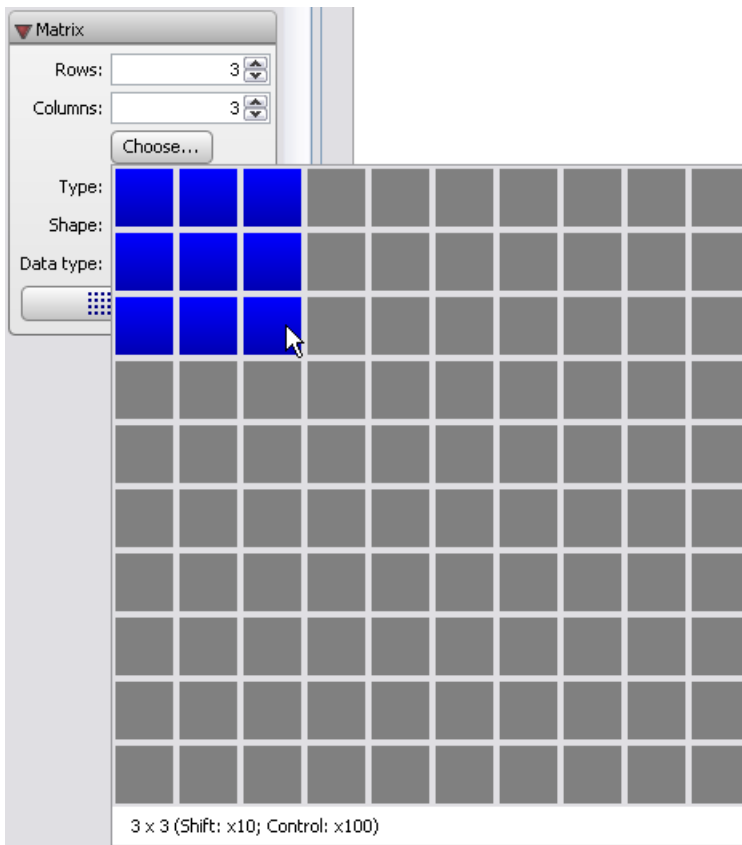 Matrix
Rows: 3
Columns: 3
Choose...
Type:
Shape:
Data type:
3 x 3 (Shift: x10; Control: x100)